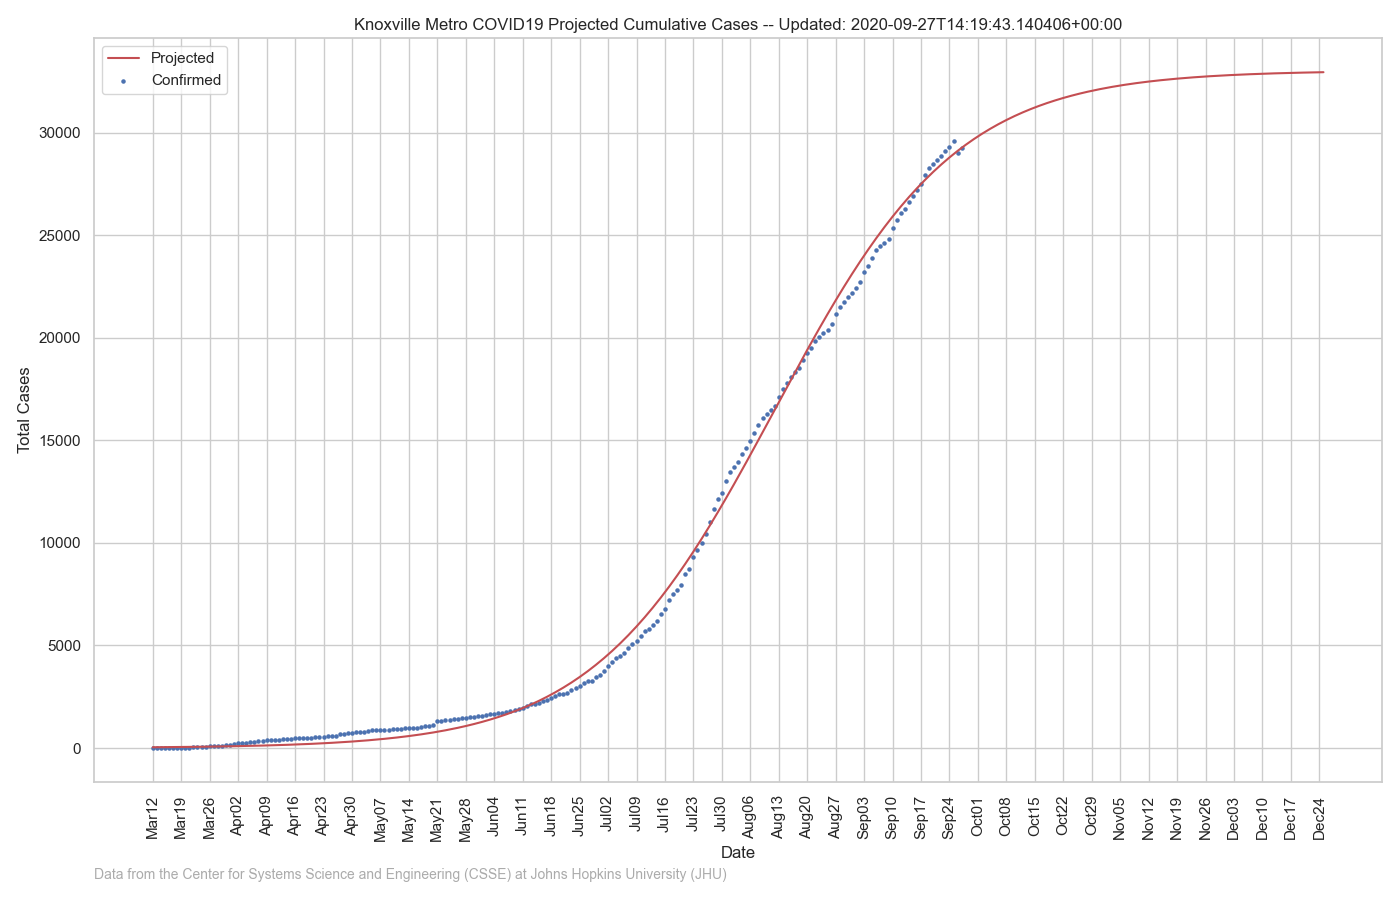 Knoxville Metro COVID19 Projected Cumulative Cases -- Updated: 2020-09-27T14:19:43.140406+00:00
Projected
Confirmed
30000
25000
20000
15000
10000
5000
0
Total Cases
Mar12
Mar19
Mar26
Apr02
Apr09
Apr16
Apr23
Apr30
May07
May14
May21
May28
Jun04
Jun11
Jun18
Jun25
Jul02
Jul09
Jul16
Jul23
Jul30
Aug06
Aug13
Aug20
Aug27
Sep03
Sep10
Sep17
Sep24
Oct01
Oct08
Oct15
Oct22
Oct29
Nov05
Nov12
Nov19
Nov26
Dec03
Dec10
Dec17
Dec24
Date
Data from the Center for Systems Science and Engineering (CSSE) at Johns Hopkins University (JHU)